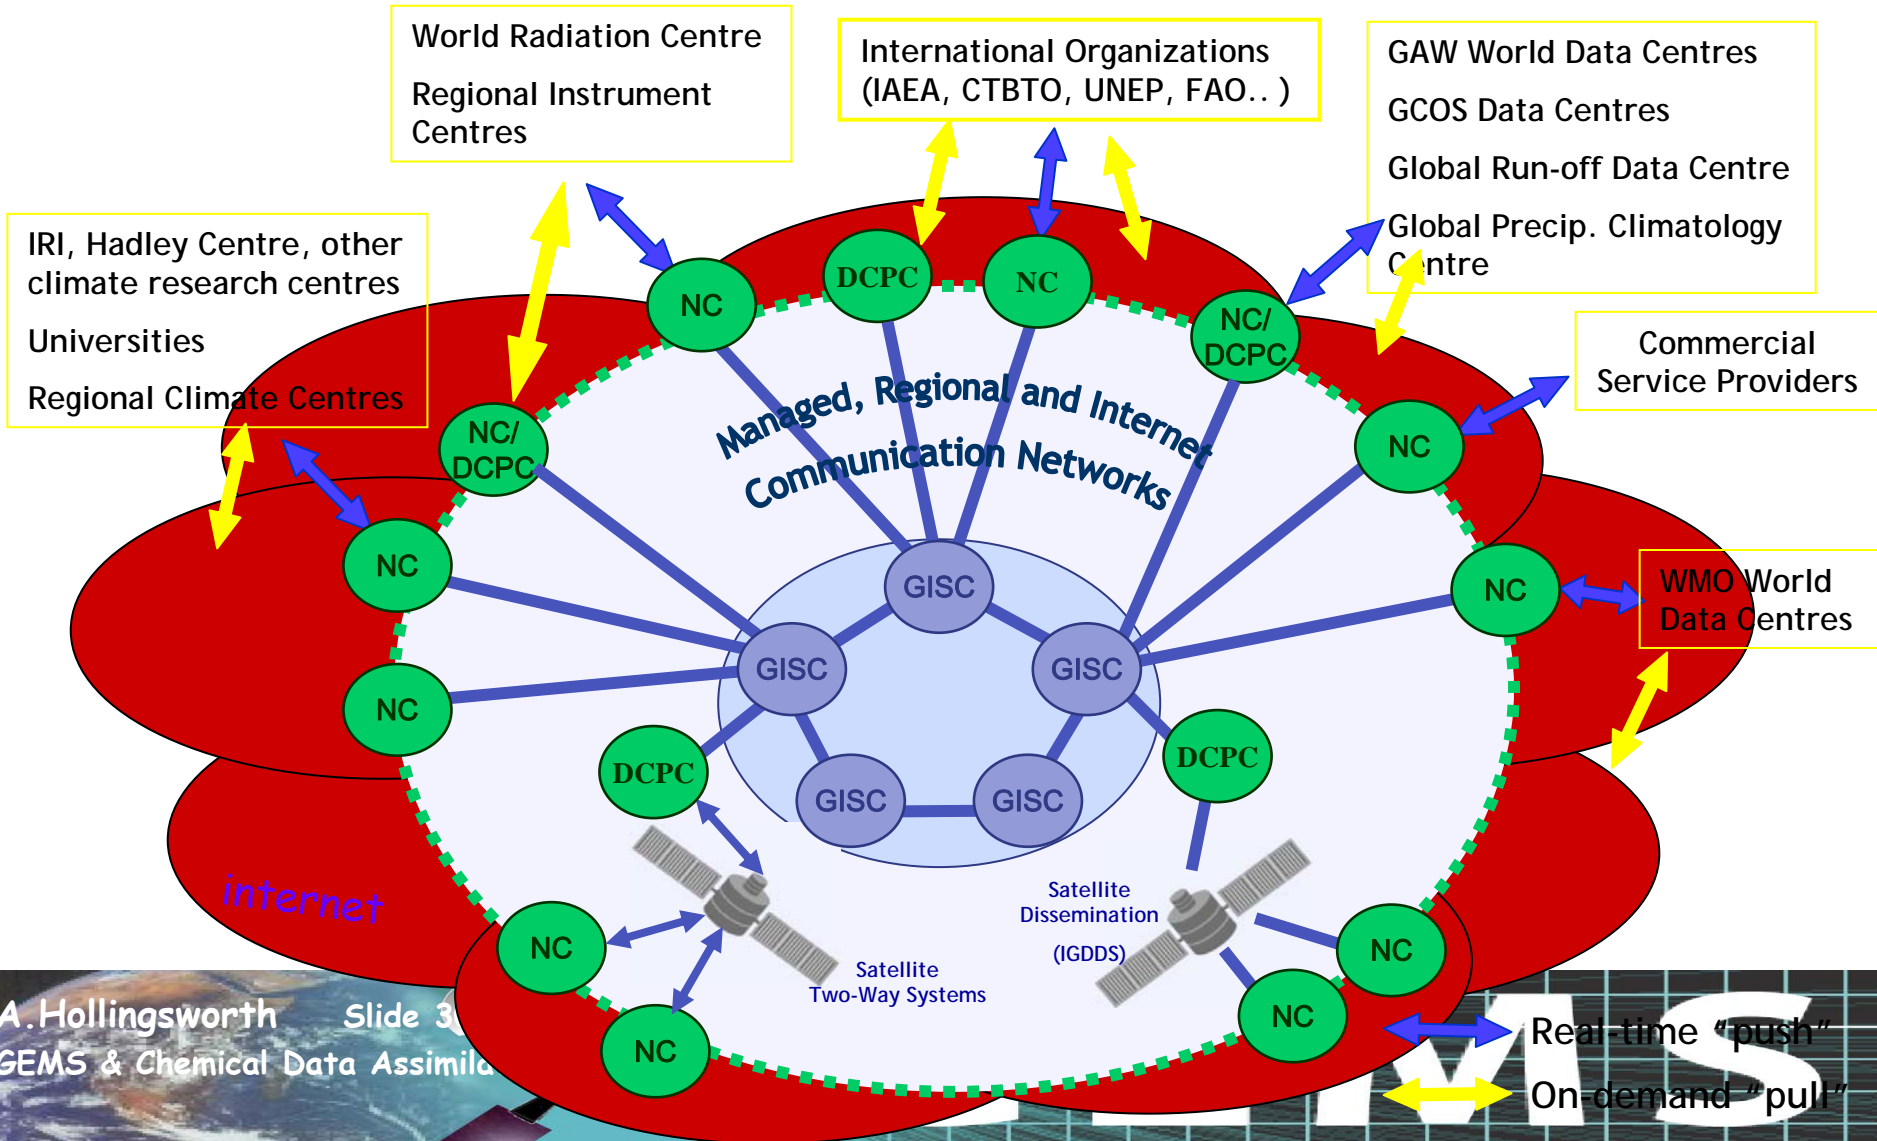 World Radiation Centre
Regional Instrument
Centres
International Organizations
(IAEA, CTBTO, UNEP, FAO.. )
GAW World Data Centres
GCOS Data Centres
Global Run-off Data Centre
Global Precip. Climatology
Centre
IRI, Hadley Centre, other
climate research centres
Universities
Regional Climate Centres
Commercial
Service Providers
WMO World
Data Centres
NC
DCPC
NC
NC/
DCPC
NC/
DCPC
NC
NC
NC
NC
Managed, Regional and Internet
Communication Networks
GISC
GISC
GISC
GISC
GISC
DCPC
DCPC
internet
NC
NC
NC
NC
Satellite
Two-Way Systems
Satellite
Dissemination
(IGDDS)
A.Hollingsworth Slide 3
GEMS & Chemical Data
Real-time "push"
On-demand "pull"